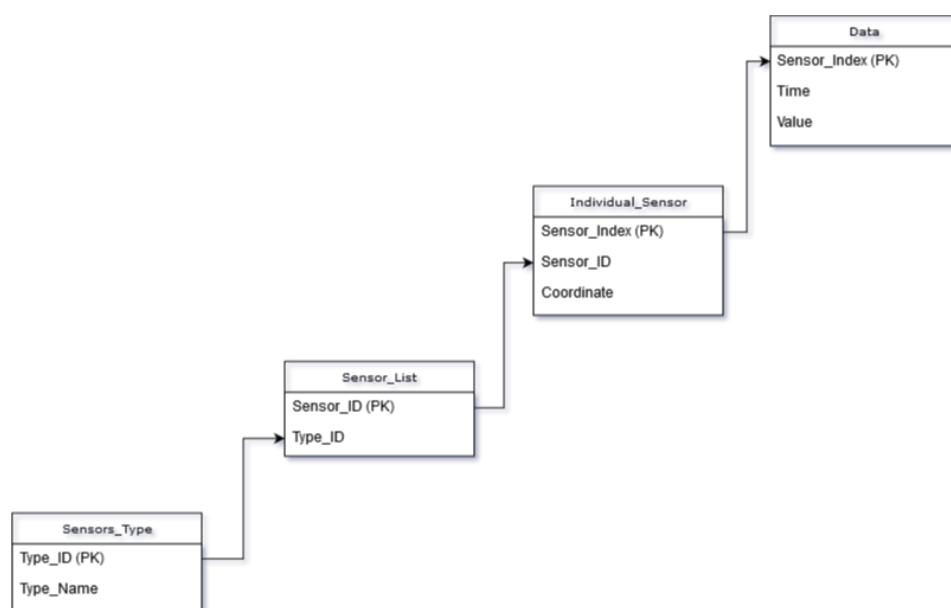 Data
Sensor_Index (PK)
Time
Value
Individual_Sensor
Sensor_Index (PK)
Sensor_ID
Coordinate
Sensor_List
Sensor_ID (PK)
Type_ID
Sensors_Type
Type_ID (PK)
Type_Name